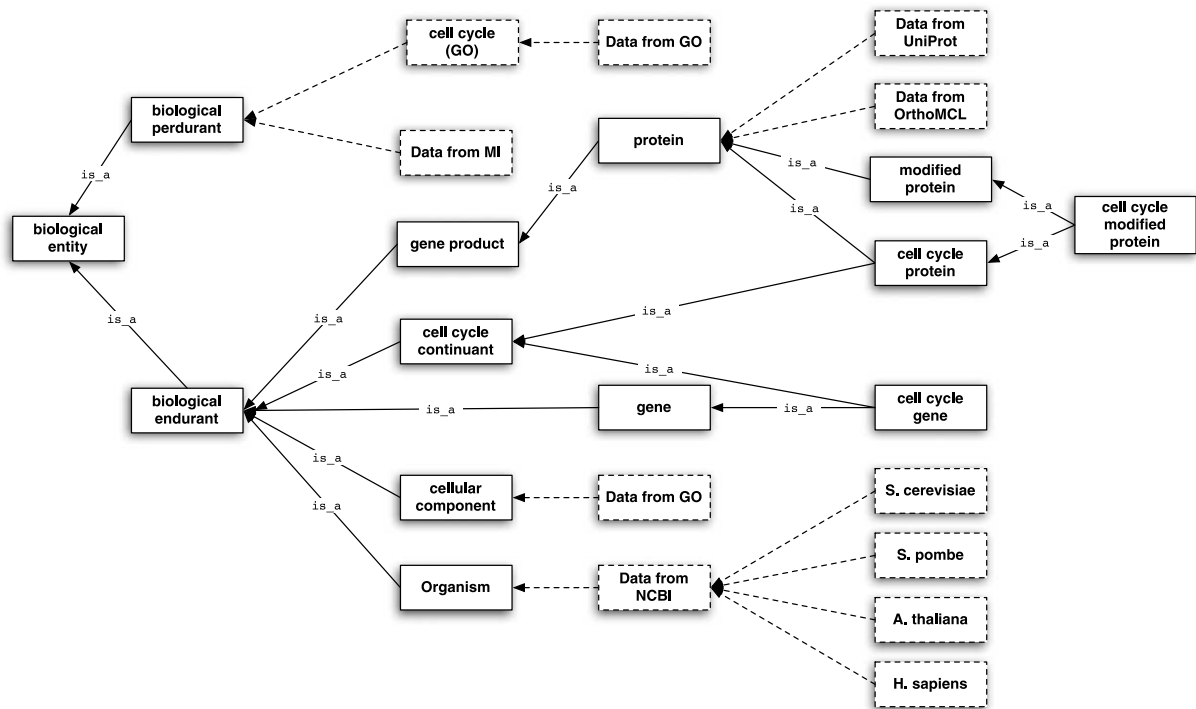 cell cycle
(GO)
Data from GO
Data from
UniProt
Data from
OrthoMCL
biological
perdurant
Data from MI
protein
modified
protein
is_a
is_a
is_a
is_a
is_a
is_a
cell cycle
modified
protein
biological
entity
gene product
cell cycle
protein
is_a
is_a
is_a
cell cycle
continuant
is_a
is_a
biological
endurant
is_a
gene
is_a
cell cycle
gene
is_a
cellular
component
Data from GO
S. cerevisiae
is_a
S. pombe
Organism
Data from
NCBI
A. thaliana
H. sapiens